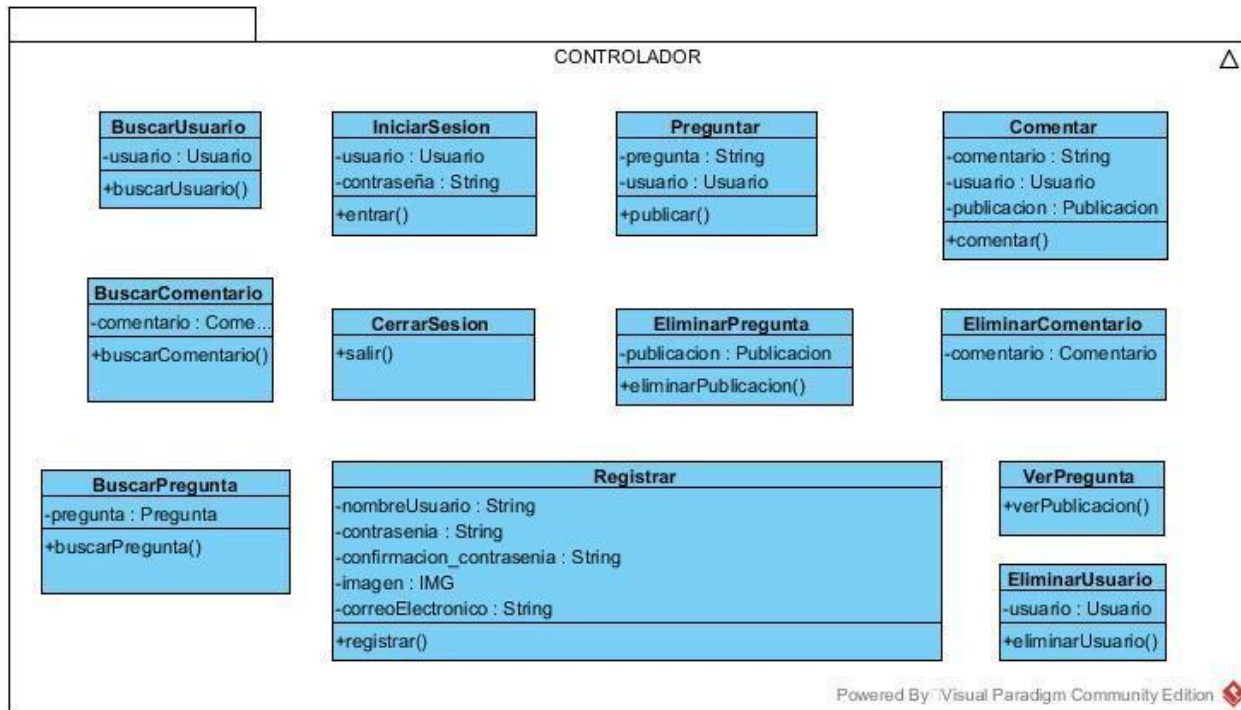 CONTROLADOR
BuscarUsuario
-usuario : Usuario
+buscarUsuario()
IniciarSesion
-usuario : Usuario
-contraseña : String
+entrar()
Preguntar
-pregunta : String
-usuario : Usuario
+publicar()
Comentar
-comentario : String
-usuario : Usuario
-publicacion : Publicacion
+comentar()
BuscarComentario
-comentario : Come...
+buscarComentario()
CerrarSesion
+salir()
EliminarPregunta
-publicacion : Publicacion
+eliminarPublicacion()
EliminarComentario
-comentario : Comentario
BuscarPregunta
-pregunta : Pregunta
+buscarPregunta()
Registrar
-nombreUsuario : String
-contrasenia : String
-confirmacion_contrasenia : String
-imagen : IMG
-correoElectronico : String
+registrar()
VerPregunta
+verPublicacion()
EliminarUsuario
-usuario : Usuario
+eliminarUsuario()
Powered By Visual Paradigm Community Edition